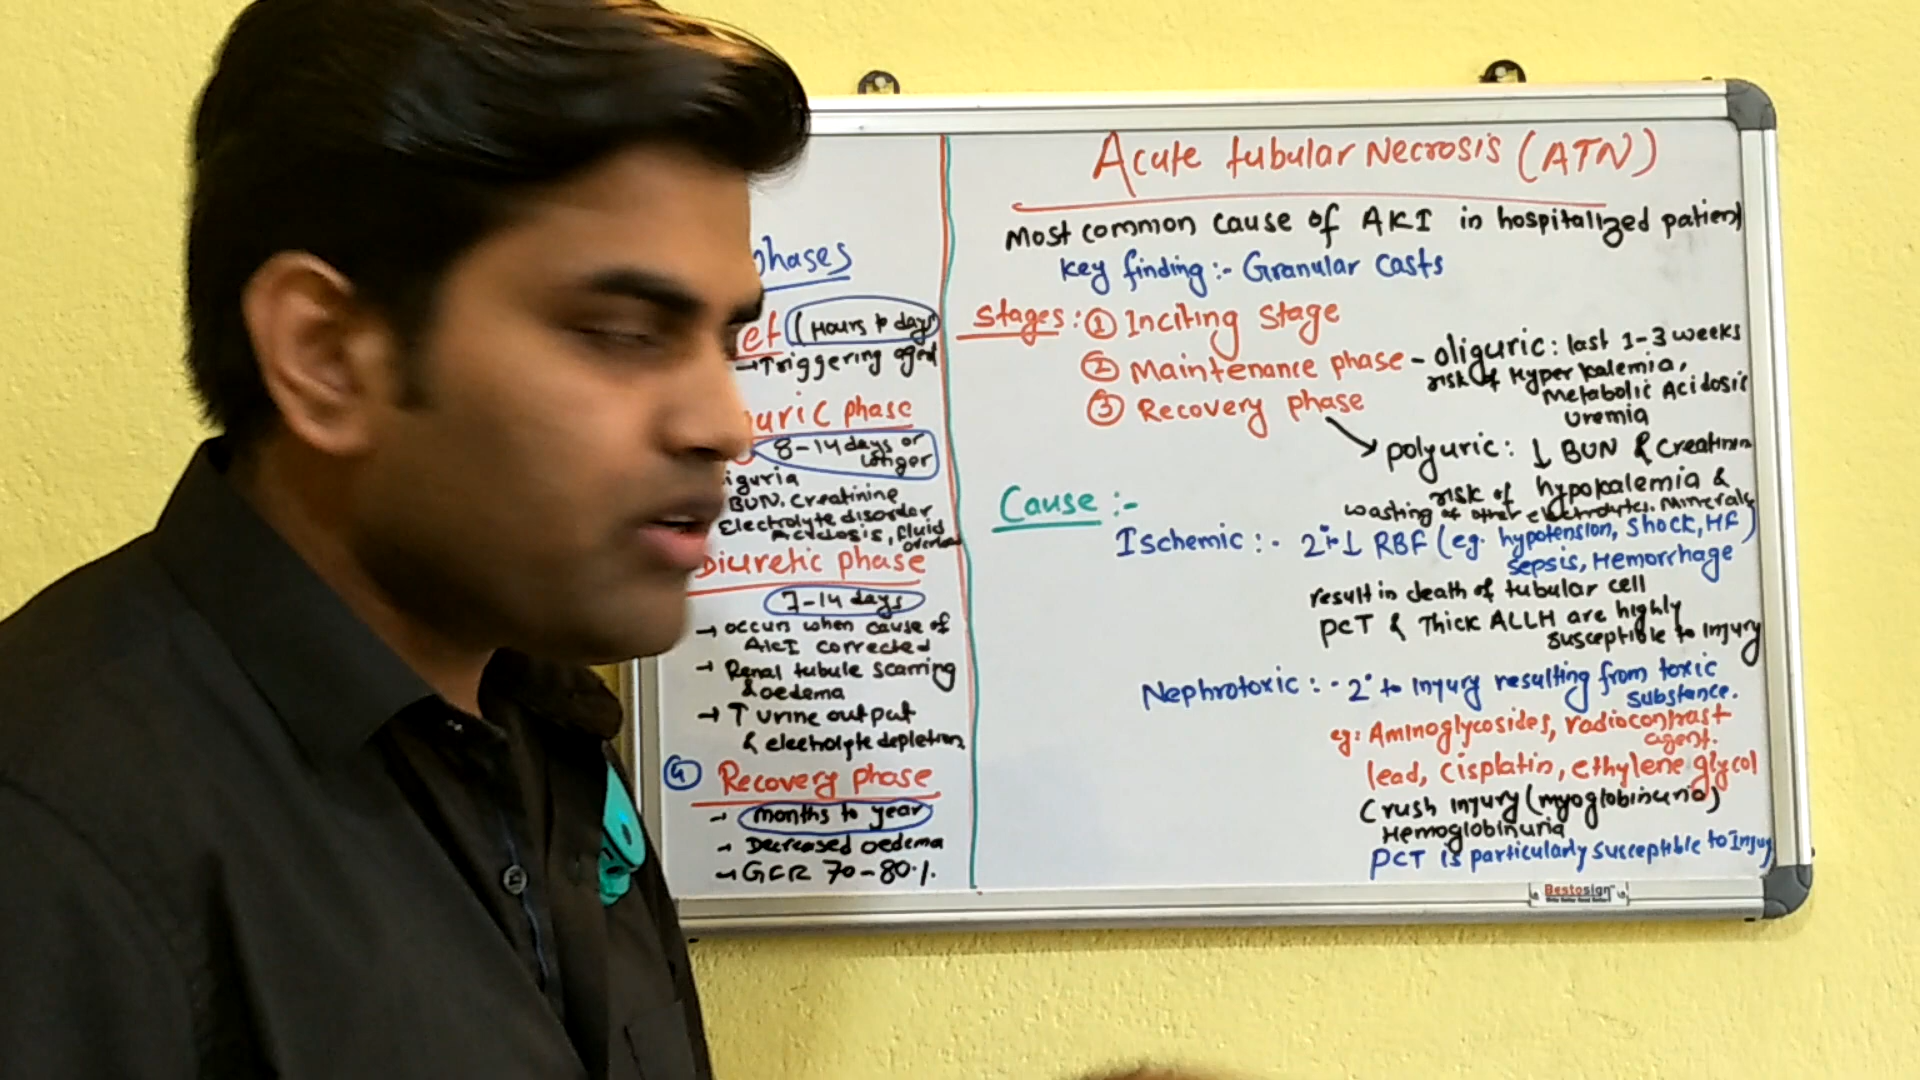 phases
(Hours to days)
→ Triggering agent
phase
8-14 days or
longer
BUN, Creatinine
Electrolyte disorder
Acidosis, fluid
Diuretic phase
7-14 days
→ occurs when cause of
AKI corrected
→ Renal tubule scarring
& oedema
→ ↑ urine output
& electrolyte depletion
④ Recovery phase
→ months to year
→ Decreased oedema
→ GFR 70-80%
Acute tubular Necrosis (ATN)
Most common cause of AKI in hospitalized patient
Key finding :- Granular Casts
Stages : ① Inciting Stage
② Maintenance phase - oliguric : last 1-3 weeks
risk of Hyperkalemia,
Metabolic Acidosis
Uremia
③ Recovery phase
→ polyuric : ↓ BUN & Creatinin
risk of hypokalemia &
wasting of other electrolytes, Minerals
Cause :-
Ischemic :- 2° ↓ RBF (eg. hypotension, Shock, HF)
Sepsis, Hemorrhage
result in death of tubular cell
PCT & Thick ALLH are highly
susceptible to injury
Nephrotoxic :- 2° to Injury resulting from toxic
substance.
eg: Aminoglycosides, radiocontrast
agent.
lead, Cisplatin, ethylene glycol
Crush injury (myoglobinuria)
Hemoglobinuria
PCT is particularly susceptible to Injury
Bestosign